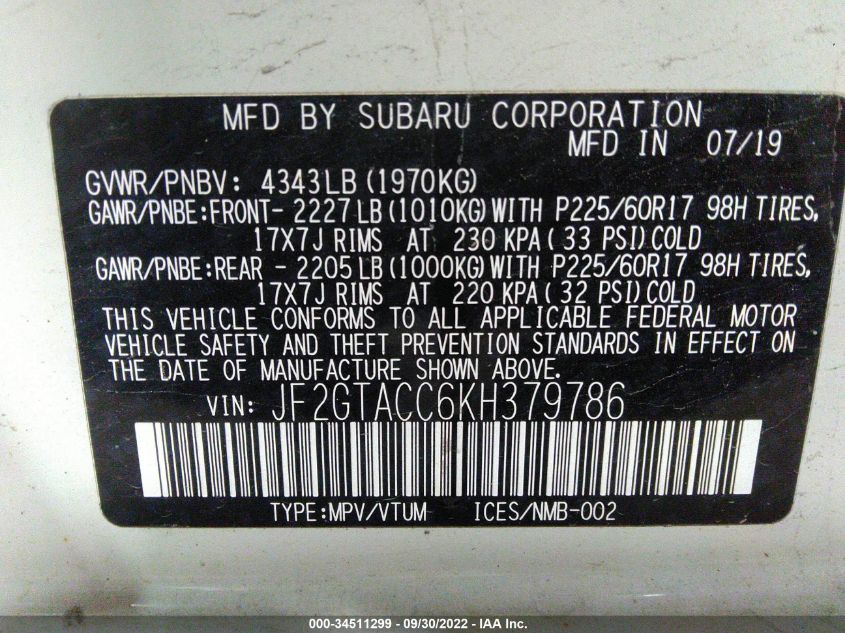 MFD BY SUBARU CORPORATION
MFD IN 07/19
GVWR/PNBV: 4343LB (1970KG)
GAWR/PNBE:FRONT- 2227 LB (1010KG) WITH P225/60R17 98H TIRES,
17X7J RIMS AT 230 KPA ( 33 PSI) COLD
GAWR/PNBE:REAR - 2205 LB (1000KG) WITH P225/60R17 98H TIRES,
17X7J RIMS AT 220 KPA ( 32 PSI) COLD
THIS VEHICLE CONFORMS TO ALL APPLICABLE FEDERAL MOTOR
VEHICLE SAFETY AND THEFT PREVENTION STANDARDS IN EFFECT ON
THE DATE OF MANUFACTURE SHOWN ABOVE.
VIN: JF2GTACC6KH379786
TYPE:MPV/VTUM ICES/NMB-002
000-34511299 - 09/30/2022 - IAA Inc.